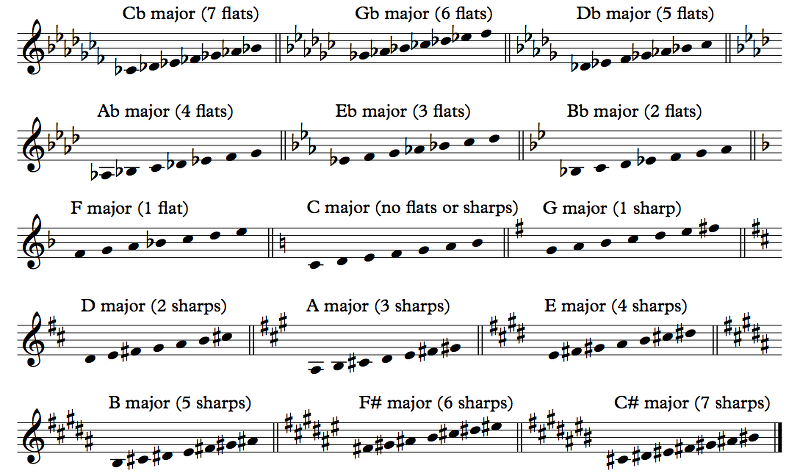 Cb major (7 flats) Gb major (6 flats) Db major (5 flats)
Ab major (4 flats) Eb major (3 flats) Bb major (2 flats)
F major (1 flat) C major (no flats or sharps) G major (1 sharp)
D major (2 sharps) A major (3 sharps) E major (4 sharps)
B major (5 sharps) F# major (6 sharps) C# major (7 sharps)